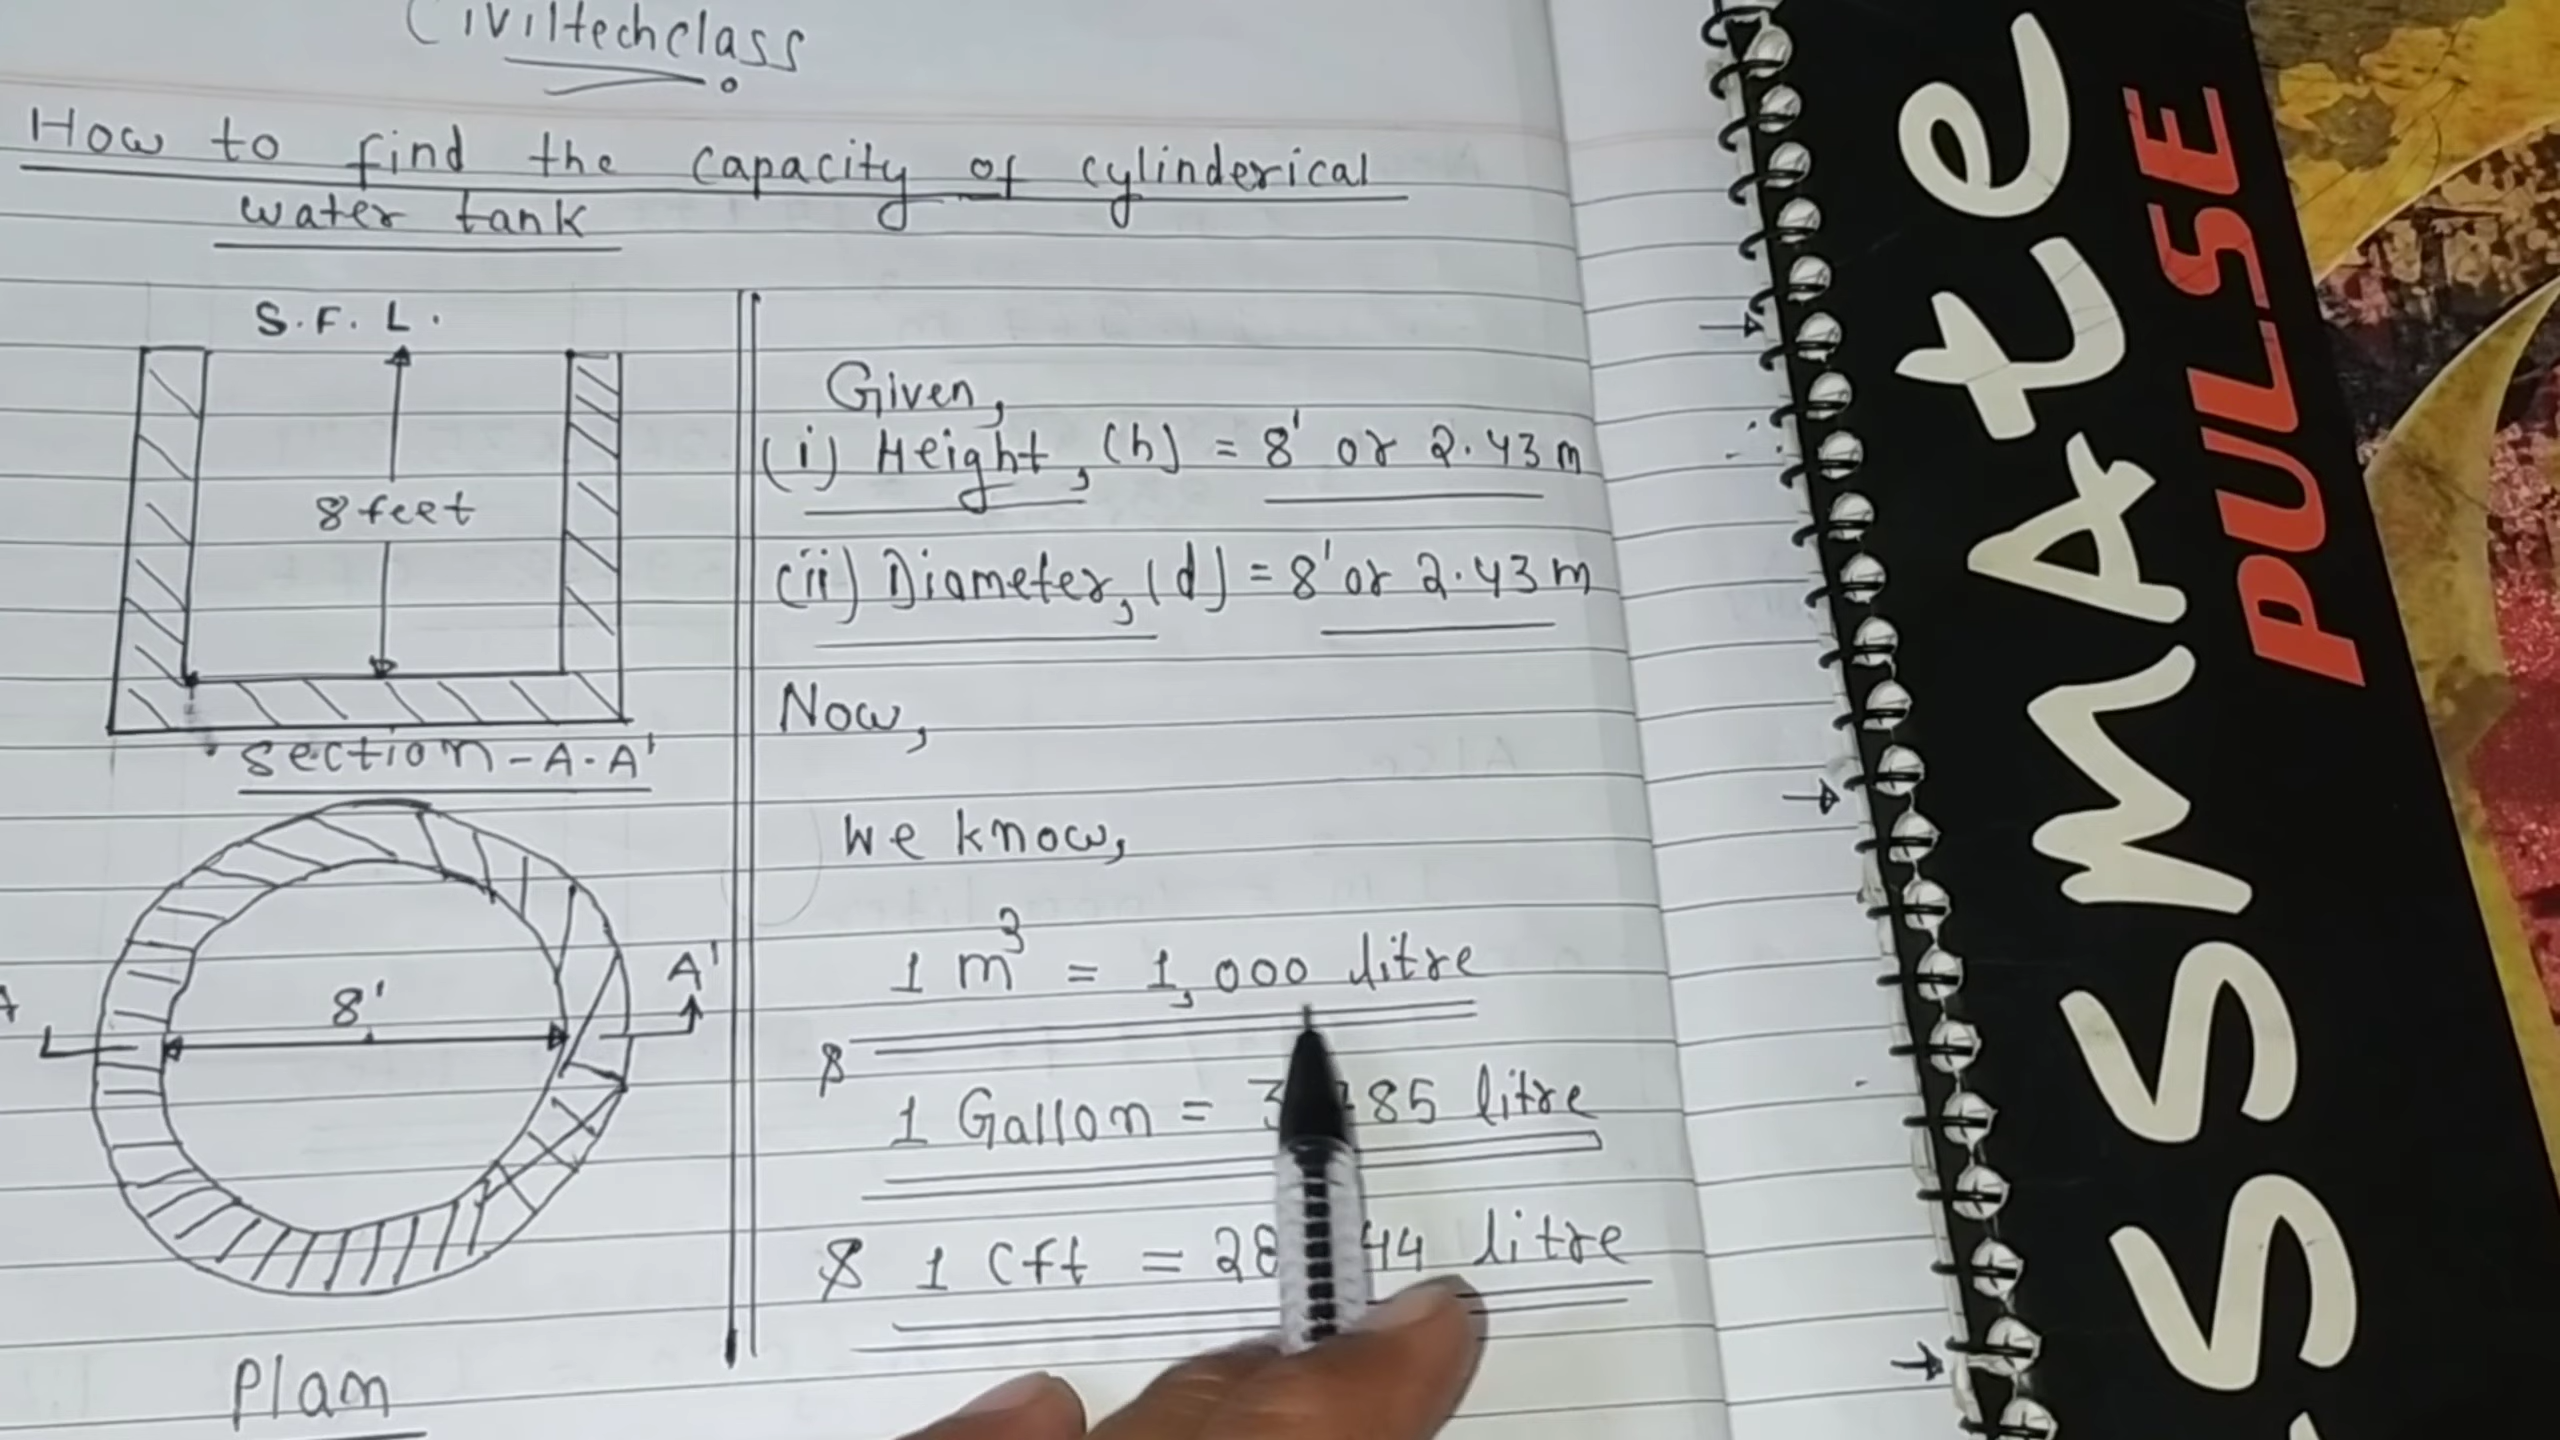 Civiltechclass
How to find the capacity of cylinderical
water tank
S.F.L.
8 feet
Section-A-A'
8'
A'
Plan
Given,
(i) Height, (h) = 8' or 2.43 m
(ii) Diameter, (d) = 8' or 2.43 m
Now,
We know,
1 m³ = 1,000 litre
1 Gallon = 85 litre
1 Cft = 28 44 litre
PULSE
SSMATE